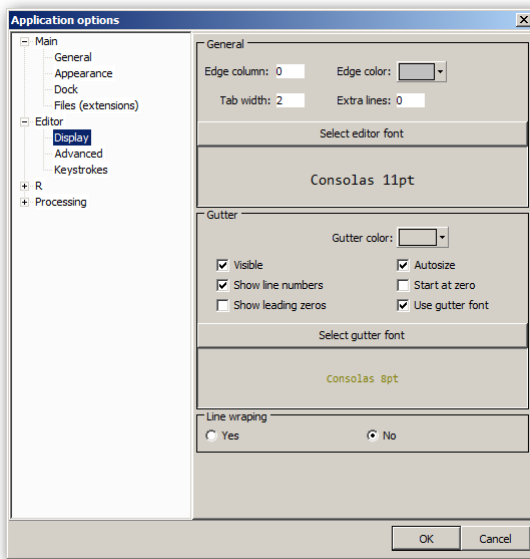 Application options
Main
General
Appearance
Dock
Files (extensions)
Editor
Display
Advanced
Keystrokes
R
Processing
General
Edge column: 0 Edge color:
Tab width: 2 Extra lines: 0
Select editor font
Consolas 11pt
Gutter
Gutter color:
Visible Autosize
Show line numbers Start at zero
Show leading zeros Use gutter font
Select gutter font
Consolas 8pt
Line wraping
Yes No
OK Cancel